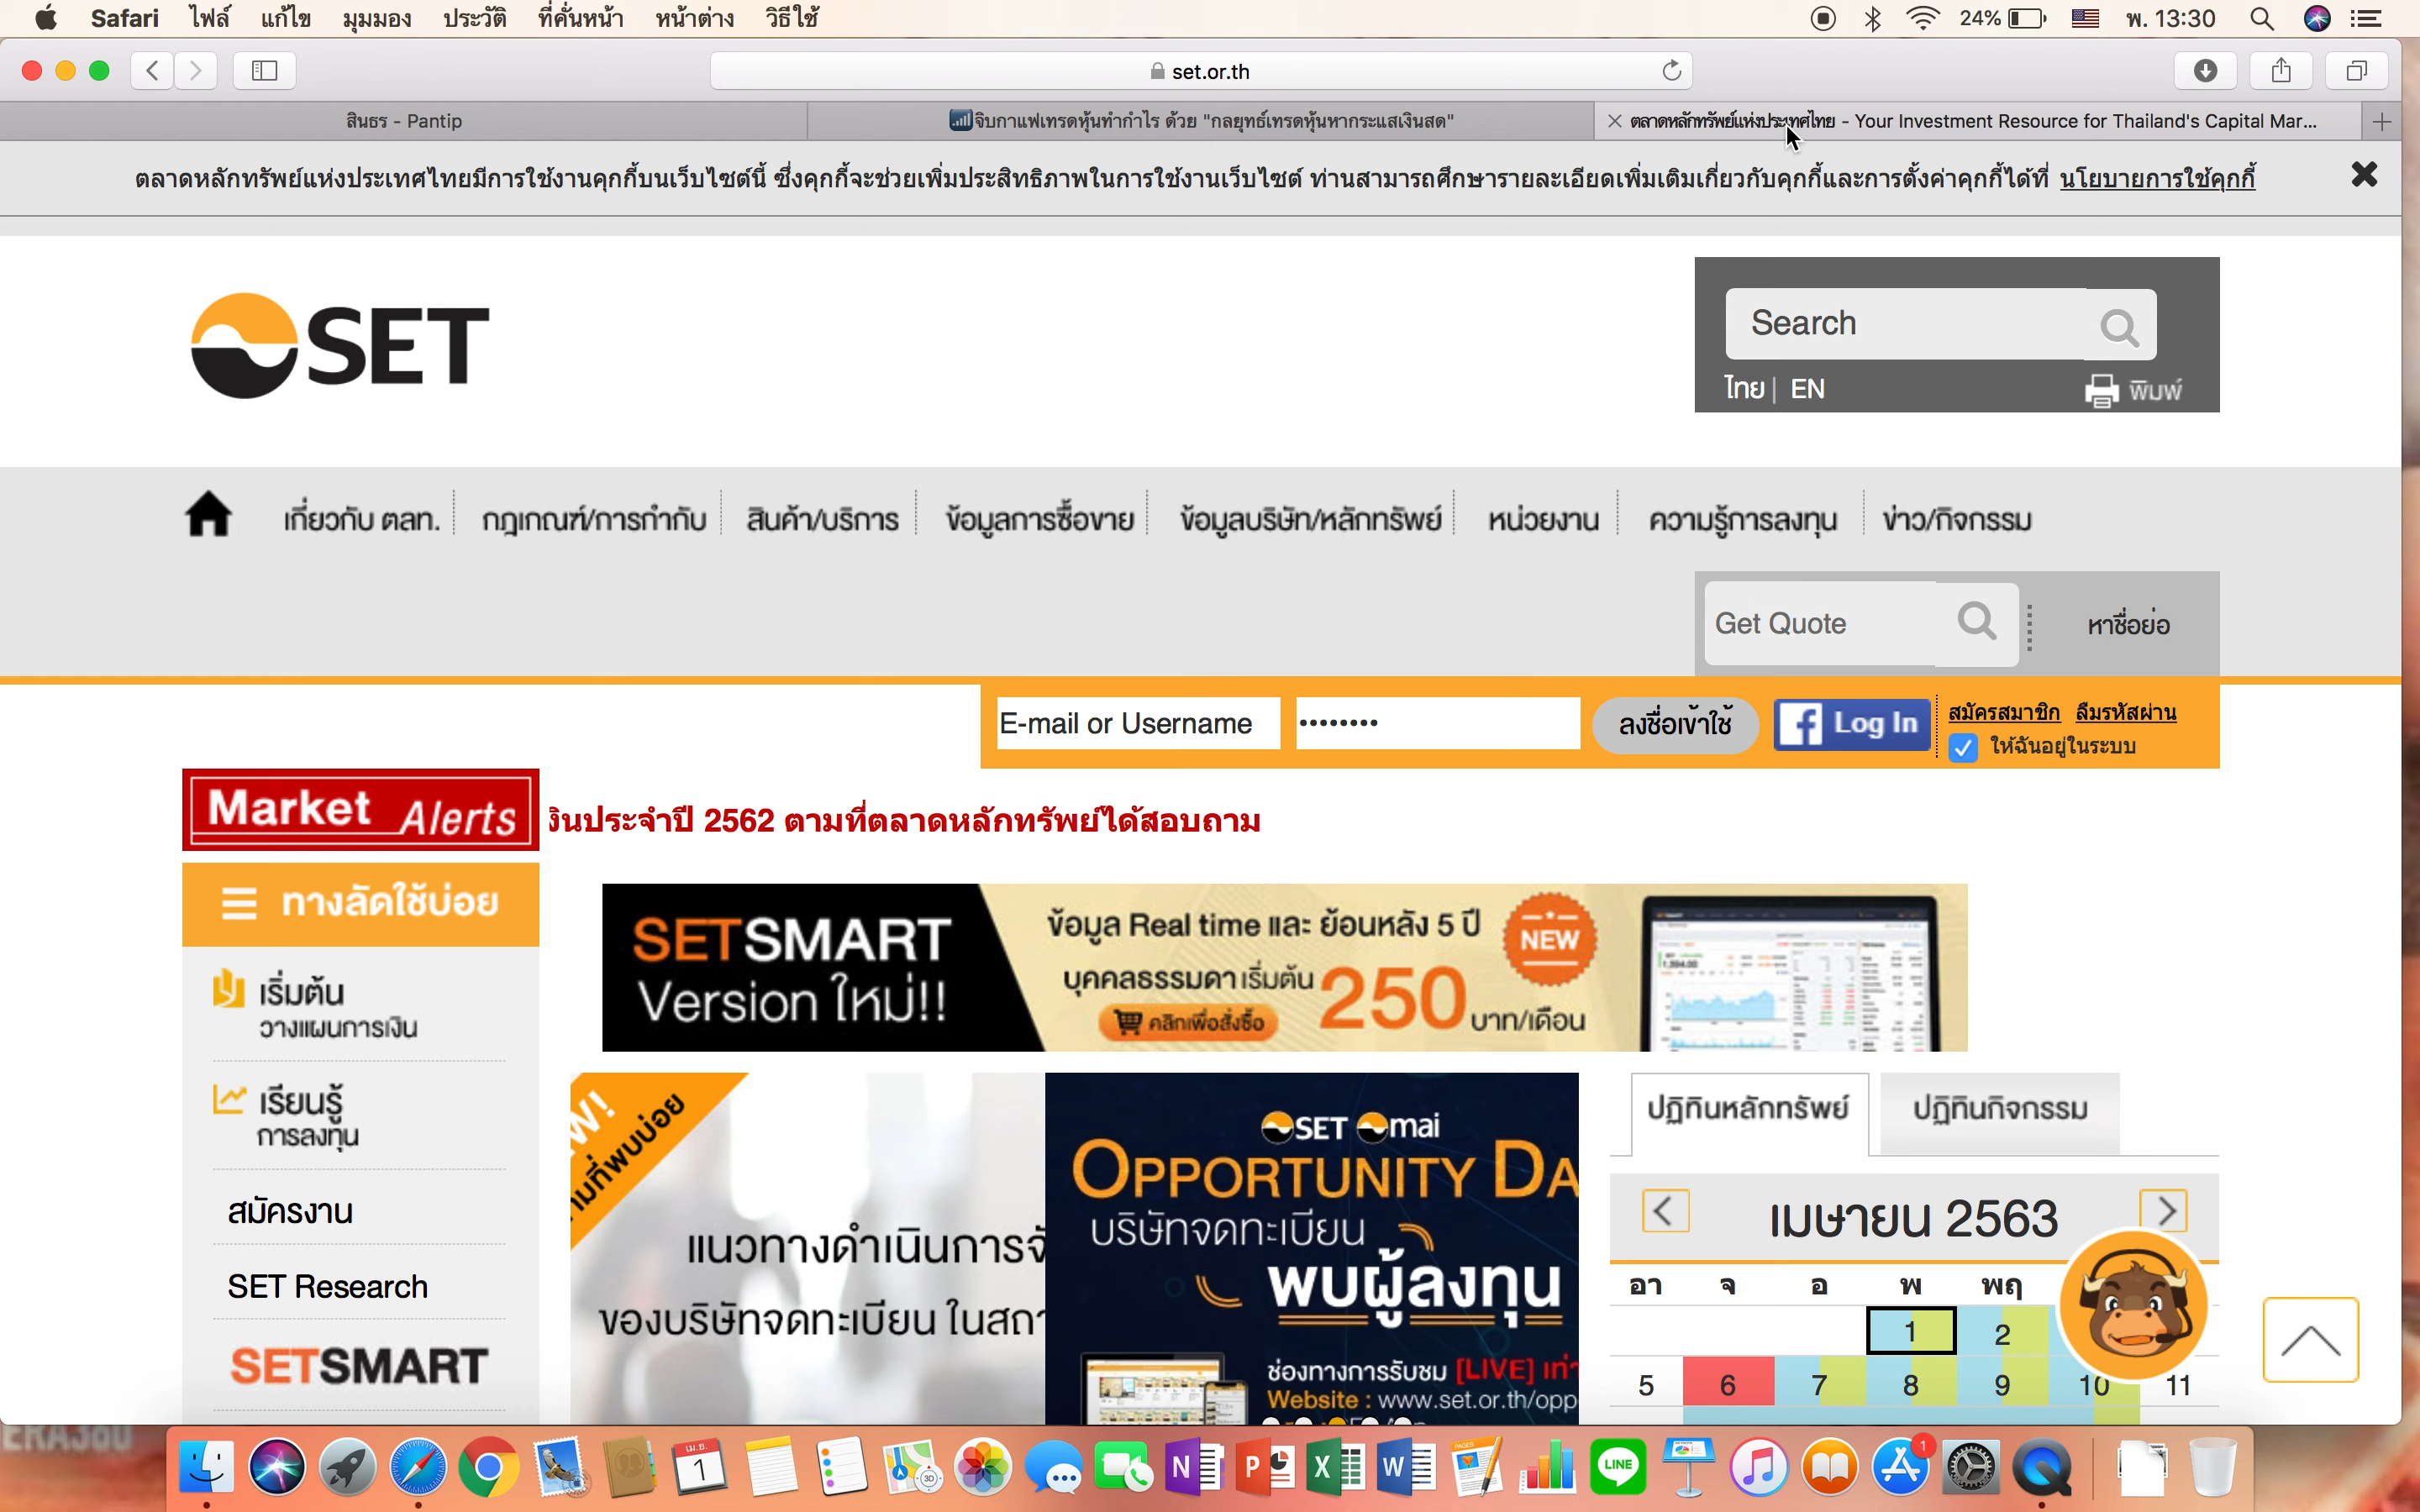 Safari ไฟล์ แก้ไข มุมมอง ประวัติ ที่คั่นหน้า หน้าต่าง วิธีใช้ 24% พ. 13:30
set.or.th
สินธร - Pantip
จิบกาแฟเทรดหุ้นทำกำไร ด้วย "กลยุทธ์เทรดหุ้นหากระแสเงินสด"
ตลาดหลักทรัพย์แห่งประเทศไทย - Your Investment Resource for Thailand's Capital Mar...
ตลาดหลักทรัพย์แห่งประเทศไทยมีการใช้งานคุกกี้บนเว็บไซต์นี้ ซึ่งคุกกี้จะช่วยเพิ่มประสิทธิภาพในการใช้งานเว็บไซต์ ท่านสามารถศึกษารายละเอียดเพิ่มเติมเกี่ยวกับคุกกี้และการตั้งค่าคุกกี้ได้ที่ นโยบายการใช้คุกกี้
SET
Search
ไทย | EN พิมพ์
เกี่ยวกับ ตลท. กฎเกณฑ์/การกำกับ สินค้า/บริการ ข้อมูลการซื้อขาย ข้อมูลบริษัท/หลักทรัพย์ หน่วยงาน ความรู้การลงทุน ข่าว/กิจกรรม
Get Quote หาชื่อย่อ
E-mail or Username •••••••• ลงชื่อเข้าใช้ Log In สมัครสมาชิก ลืมรหัสผ่าน
ให้ฉันอยู่ในระบบ
Market Alerts
งินประจำปี 2562 ตามที่ตลาดหลักทรัพย์ได้สอบถาม
ทางลัดใช้บ่อย
เริ่มต้น
วางแผนการเงิน
เรียนรู้
การลงทุน
สมัครงาน
SET Research
SETSMART
SETSMART
Version ใหม่!!
ข้อมูล Real time และ ย้อนหลัง 5 ปี
บุคคลธรรมดา เริ่มต้น 250 บาท/เดือน
คลิกเพื่อสั่งซื้อ
NEW
W!
ามที่พบบ่อย
แนวทางดำเนินการจั
ของบริษัทจดทะเบียน ในสถา
SET mai
OPPORTUNITY DA
บริษัทจดทะเบียน
พบผู้ลงทุน
ช่องทางการรับชม [LIVE] เท่า
Website : www.set.or.th/opp
ปฏิทินหลักทรัพย์ ปฏิทินกิจกรรม
เมษายน 2563
อา จ อ พ พฤ
1 2
5 6 7 8 9 10 11
ERA360
เม.ย.
1
3D
N P X W
PAGES
LINE
1